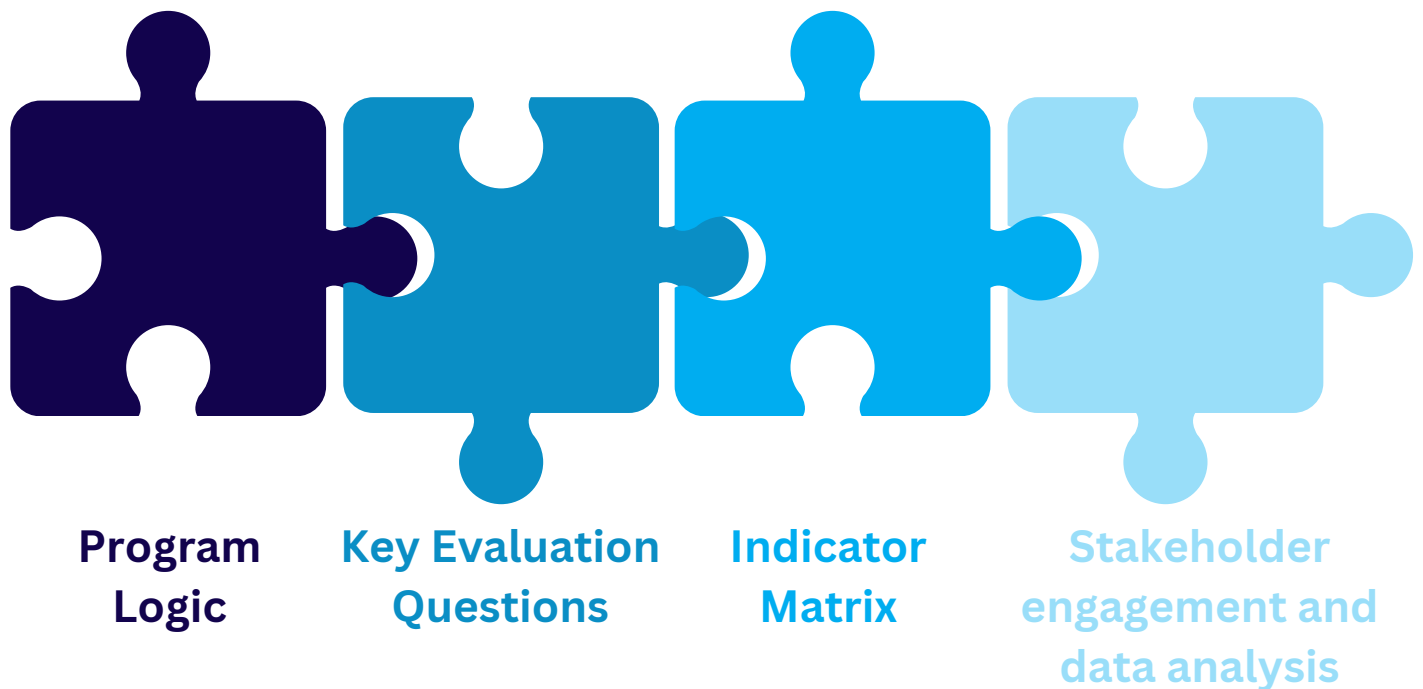 Program
Logic
Key Evaluation
Questions
Indicator
Matrix
Stakeholder
engagement and
data analysis